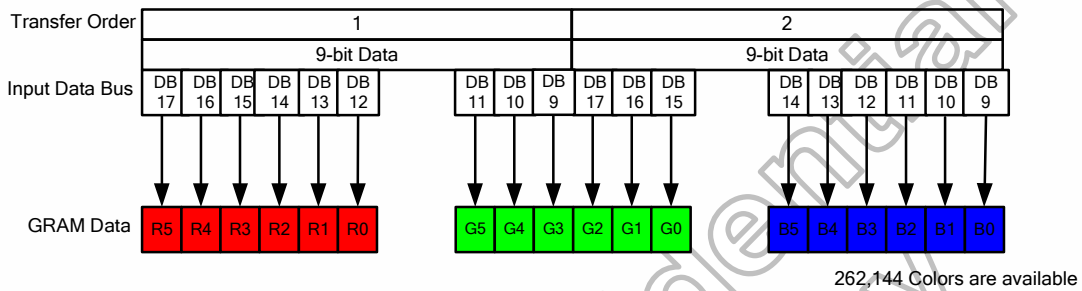 Transfer Order 1 2
9-bit Data 9-bit Data
Input Data Bus DB 17 DB 16 DB 15 DB 14 DB 13 DB 12 DB 11 DB 10 DB 9 DB 17 DB 16 DB 15 DB 14 DB 13 DB 12 DB 11 DB 10 DB 9
GRAM Data R5 R4 R3 R2 R1 R0 G5 G4 G3 G2 G1 G0 B5 B4 B3 B2 B1 B0
262,144 Colors are available